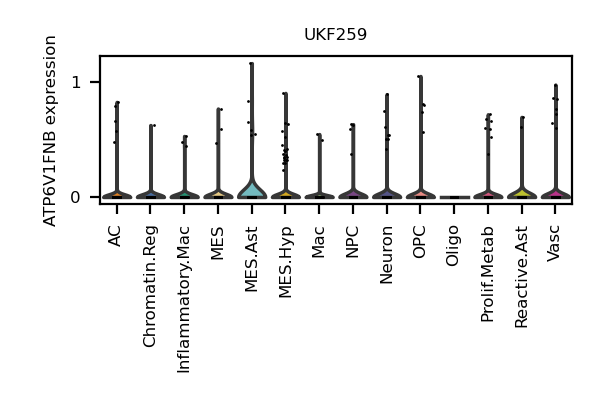 UKF259
ATP6V1FNB expression
1
0
AC
Chromatin.Reg
Inflammatory.Mac
MES
MES.Ast
MES.Hyp
Mac
NPC
Neuron
OPC
Oligo
Prolif.Metab
Reactive.Ast
Vasc